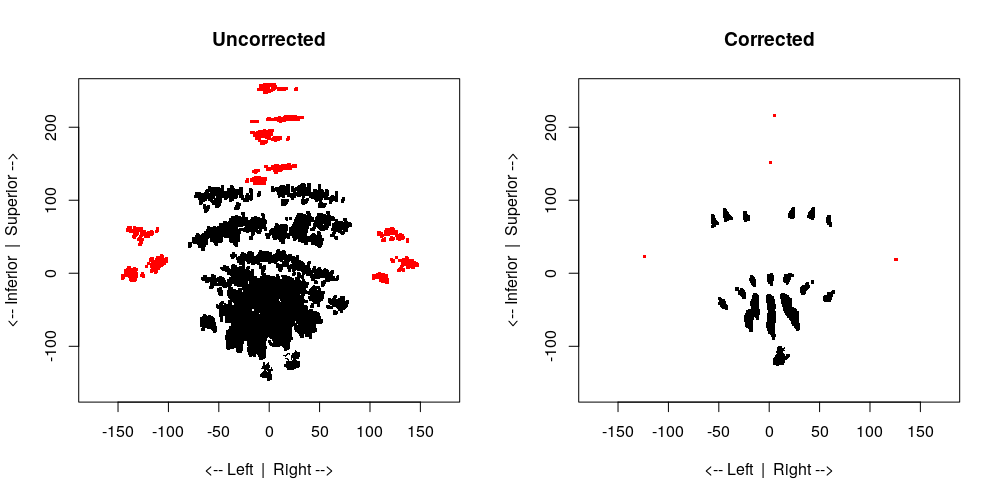 Uncorrected
<-- Inferior | Superior -->
200
100
0
-100
-150 -100 -50 0 50 100 150
<-- Left | Right -->
Corrected
<-- Inferior | Superior -->
200
100
0
-100
-150 -100 -50 0 50 100 150
<-- Left | Right -->